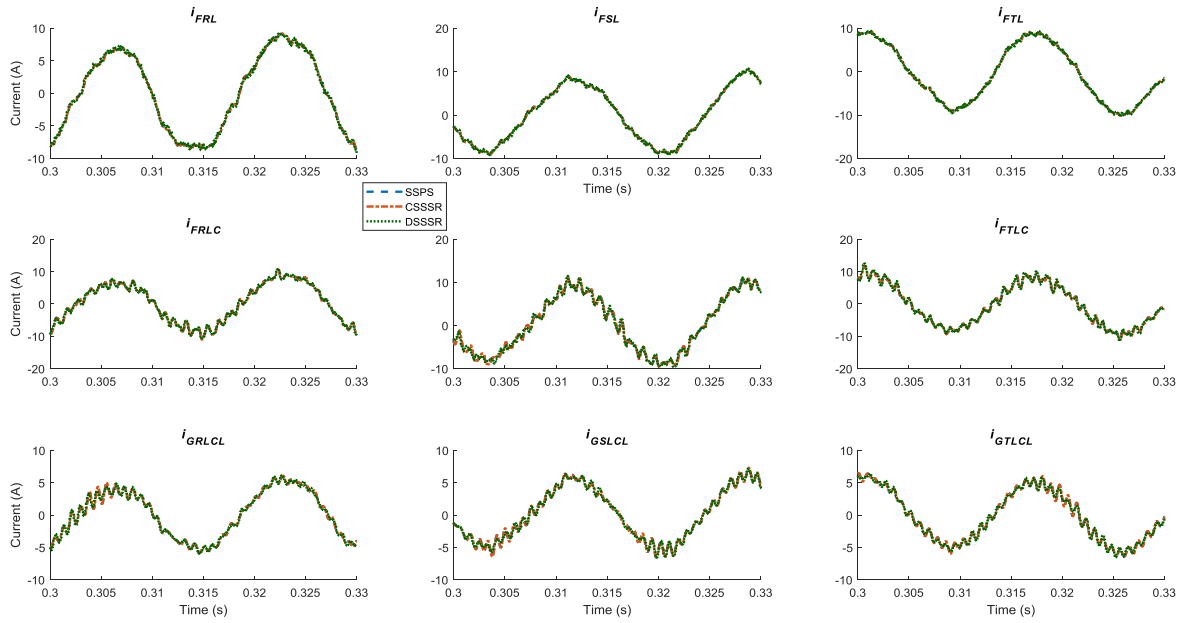 i_FRL i_FSL i_FTL
10 20 20
5 10 10
0 0 0
-5
-10 -10 -10
-20
Current (A)
0.3 0.305 0.31 0.315 0.32 0.325 0.33
0.3 0.305 0.31 0.315 0.32 0.325 0.33
0.3 0.305 0.31 0.315 0.32 0.325 0.33
Time (s)
SSPS
CSSSR
DSSSR
i_FRLC i_FTLC
20 20 20
10 10 10
0 0 0
-10 -10 -10
-20 -20
Current (A)
0.3 0.305 0.31 0.315 0.32 0.325 0.33
0.3 0.305 0.31 0.315 0.32 0.325 0.33
0.3 0.305 0.31 0.315 0.32 0.325 0.33
i_GRLCL i_GSLCL i_GTLCL
10 10 10
5 5 5
0 0 0
-5 -5 -5
-10 -10 -10
Current (A)
0.3 0.305 0.31 0.315 0.32 0.325 0.33
0.3 0.305 0.31 0.315 0.32 0.325 0.33
0.3 0.305 0.31 0.315 0.32 0.325 0.33
Time (s) Time (s) Time (s)